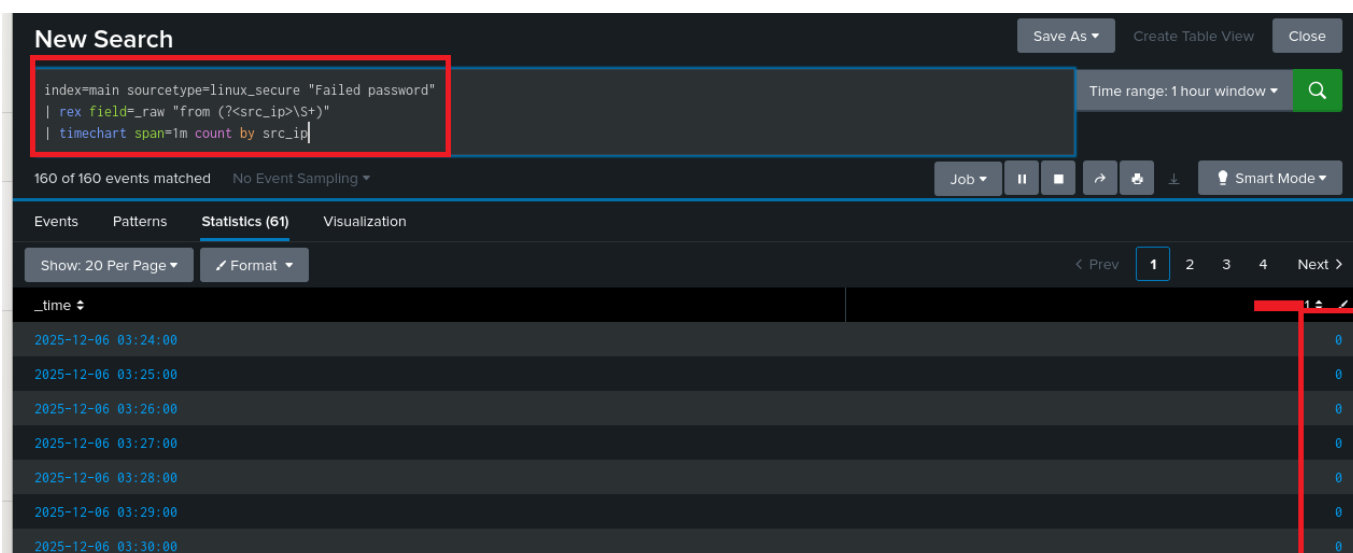 New Search
Save As Create Table View Close
index=main sourcetype=linux_secure "Failed password"
| rex field=_raw "from (?<src_ip>\S+)"
| timechart span=1m count by src_ip
Time range: 1 hour window
160 of 160 events matched No Event Sampling
Job Smart Mode
Events Patterns Statistics (61) Visualization
Show: 20 Per Page Format < Prev 1 2 3 4 Next >
_time 1
2025-12-06 03:24:00 0
2025-12-06 03:25:00 0
2025-12-06 03:26:00 0
2025-12-06 03:27:00 0
2025-12-06 03:28:00 0
2025-12-06 03:29:00 0
2025-12-06 03:30:00 0